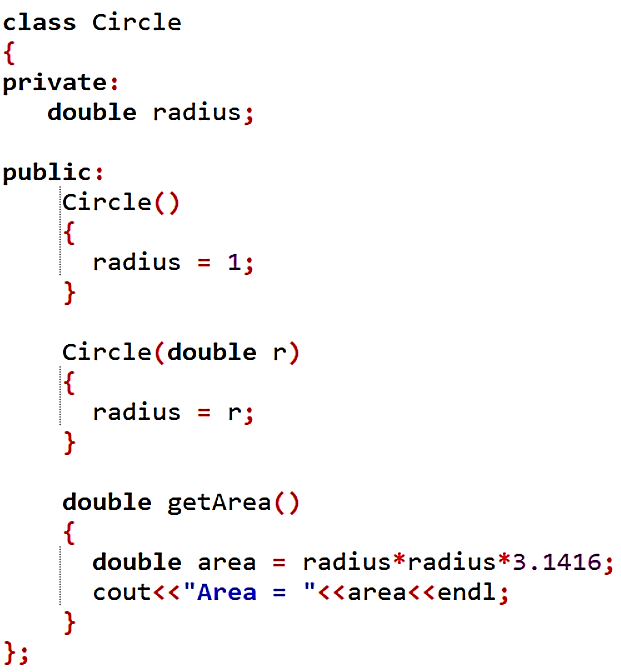 class Circle
{
private:
double radius;
public:
Circle()
{
radius = 1;
}
Circle(double r)
{
radius = r;
}
double getArea()
{
double area = radius*radius*3.1416;
cout<<"Area = "<<area<<endl;
}
};